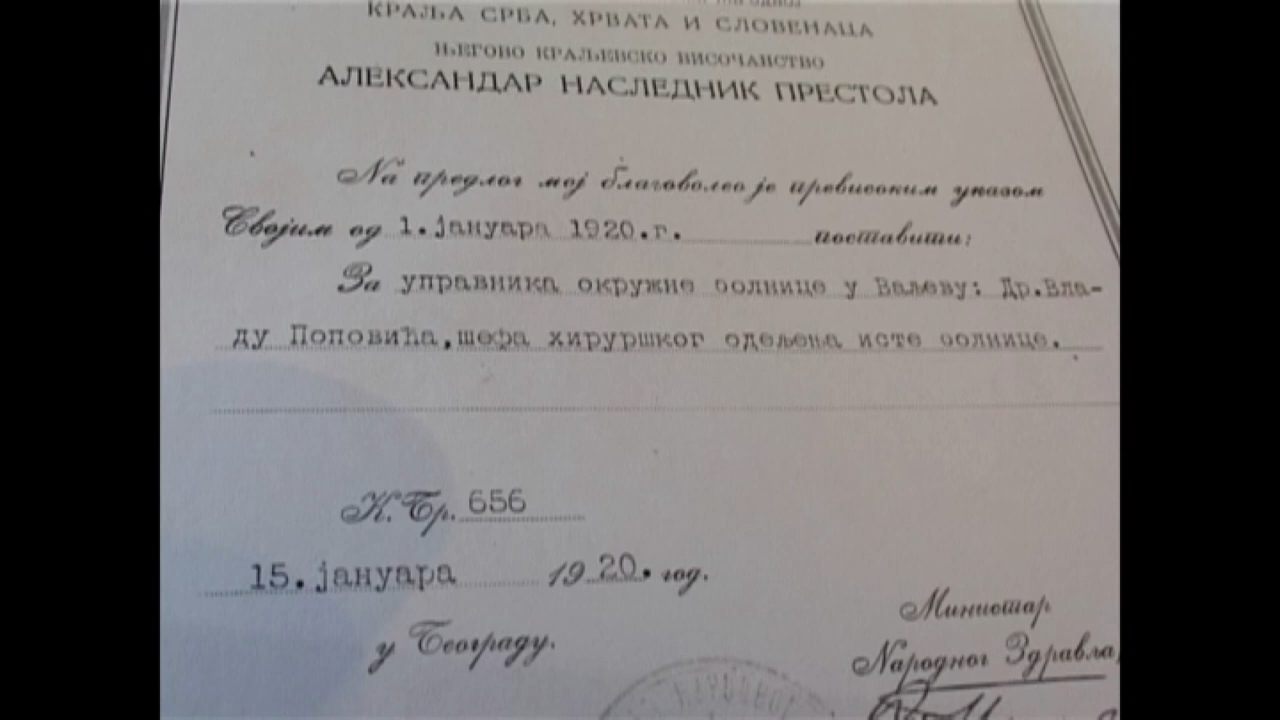 КРАЉА СРБА, ХРВАТА И СЛОВЕНАЦА
ЊЕГОВО КРАЉЕВСКО ВИСОЧАНСТВО
АЛЕКСАНДАР НАСЛЕДНИК ПРЕСТОЛА
На предлог мој благоволео је превисоким указом
Својим од 1. јануара 1920.г. поставити:
За управника окружне болнице у Ваљеву: Др.Вла-
ду Поповића,шефа хируршког одељења исте болнице.
К. Бр. 656
15. јануара 1920. год.
у Београду.
Министар
Народног Здравља,